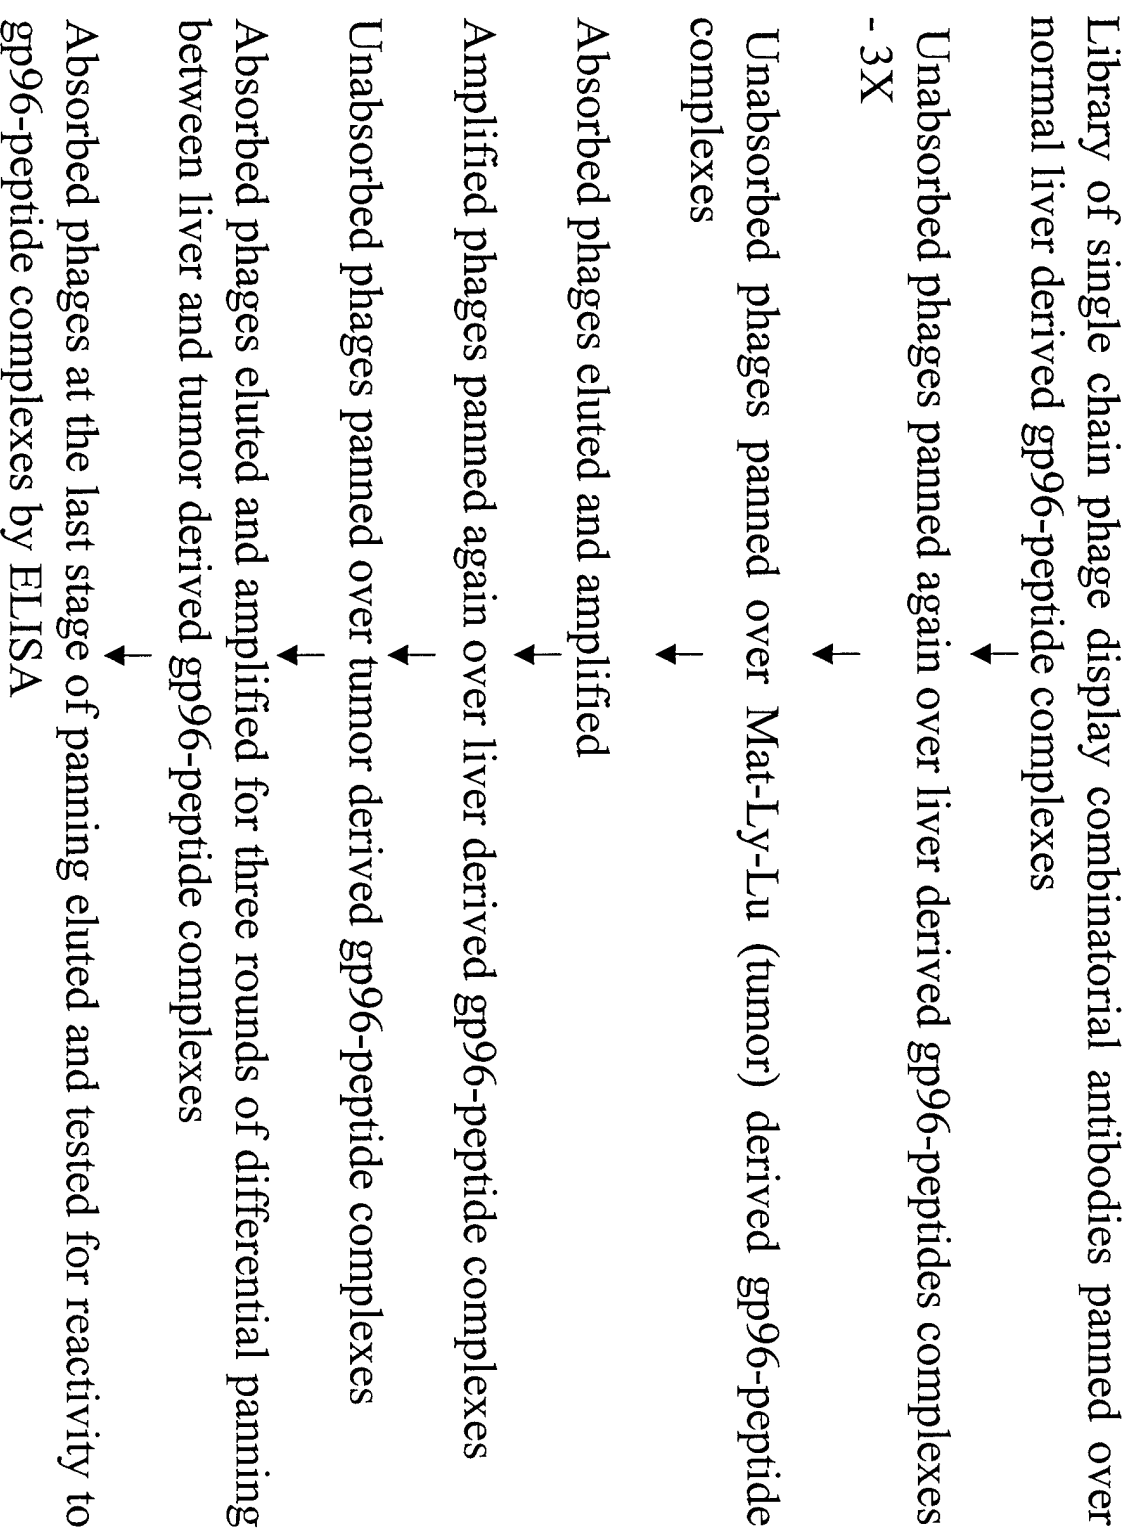 Library of single chain phage display combinatorial antibodies panned over
normal liver derived gp96-peptide complexes
Unabsorbed phages panned again over liver derived gp96-peptides complexes
- 3X
Unabsorbed phages panned over Mat-Ly-Lu (tumor) derived gp96-peptide
complexes
Absorbed phages eluted and amplified
Amplified phages panned again over liver derived gp96-peptide complexes
Unabsorbed phages panned over tumor derived gp96-peptide complexes
Absorbed phages eluted and amplified for three rounds of differential panning
between liver and tumor derived gp96-peptide complexes
Absorbed phages at the last stage of panning eluted and tested for reactivity to
gp96-peptide complexes by ELISA